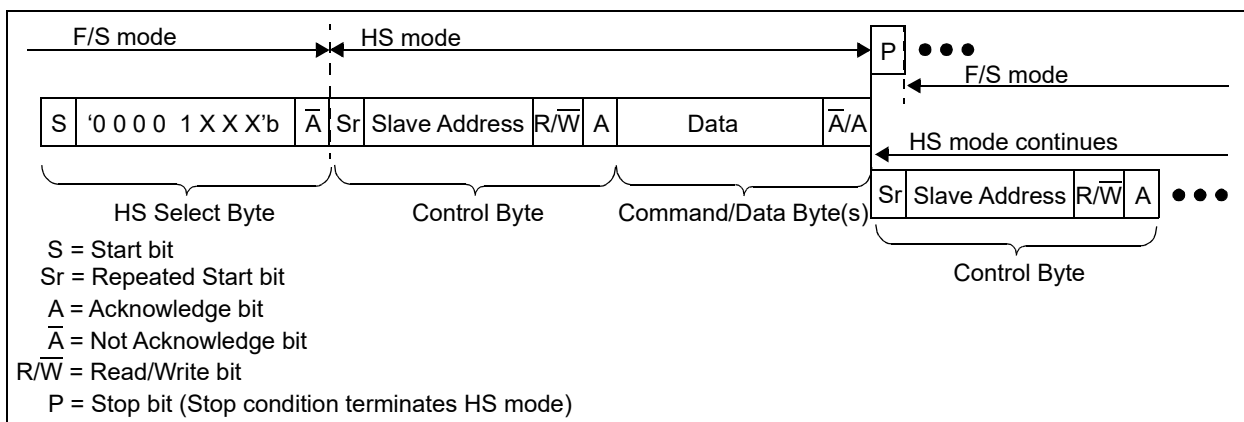 F/S mode HS mode
P
F/S mode
S ‘0 0 0 0 1 X X X’b A̅ Sr Slave Address R/W̅ A Data A̅/A
HS mode continues
Sr Slave Address R/W̅ A
HS Select Byte Control Byte Command/Data Byte(s)
Control Byte
S = Start bit
Sr = Repeated Start bit
A = Acknowledge bit
A̅ = Not Acknowledge bit
R/W̅ = Read/Write bit
P = Stop bit (Stop condition terminates HS mode)